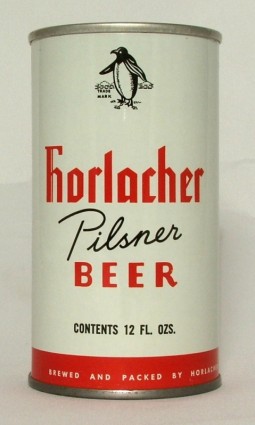 TRADE
MARK
Horlacher
Pilsner
BEER
CONTENTS 12 FL. OZS.
BREWED AND PACKED BY